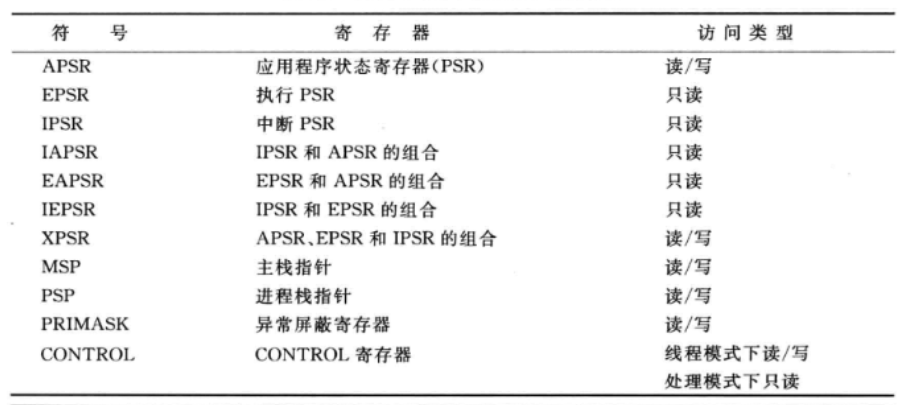 符 号 寄 存 器 访问类型
APSR 应用程序状态寄存器(PSR) 读/写
EPSR 执行 PSR 只读
IPSR 中断 PSR 只读
IAPSR IPSR 和 APSR 的组合 只读
EAPSR EPSR 和 APSR 的组合 只读
IEPSR IPSR 和 EPSR 的组合 只读
XPSR APSR、EPSR 和 IPSR 的组合 读/写
MSP 主栈指针 读/写
PSP 进程栈指针 读/写
PRIMASK 异常屏蔽寄存器 读/写
CONTROL CONTROL 寄存器 线程模式下读/写
处理模式下只读